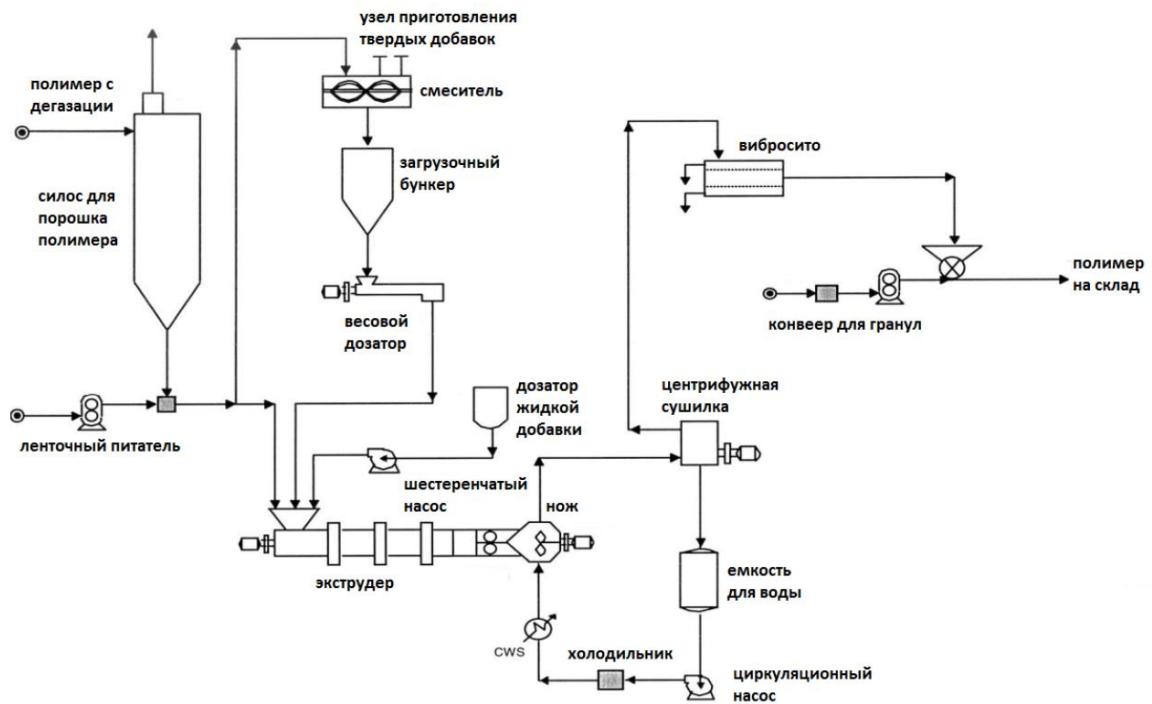 узел приготовления
твердых добавок
полимер с
дегазации
смеситель
вибросито
загрузочный
бункер
силос для
порошка
полимера
полимер
на склад
весовой
дозатор
конвеер для гранул
дозатор
жидкой
добавки
центрифужная
сушилка
ленточный питатель
шестеренчатый
насос
нож
экструдер
емкость
для воды
CWS
холодильник
циркуляционный
насос